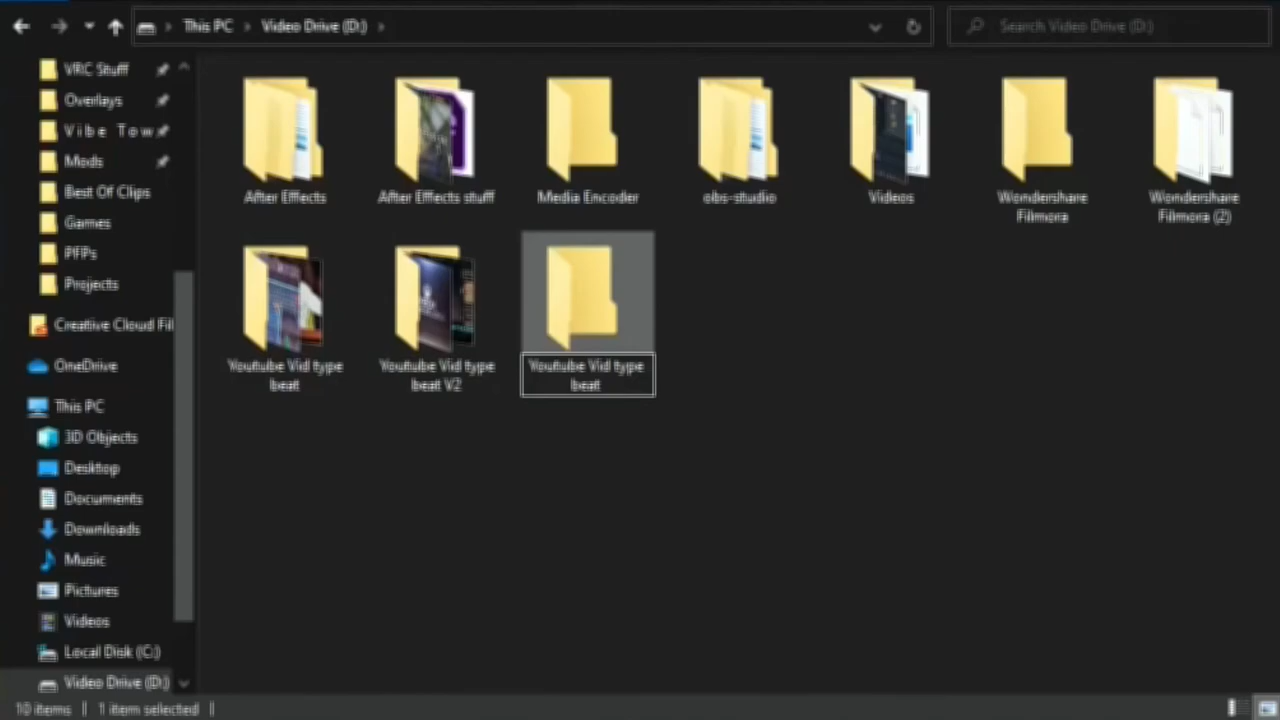 This PC
Video Drive (D:)
Search Video Drive (D:)
VRC Stuff
Overlays
Vibe Tow
Meds
Best Of Clips
Games
PFPs
Projects
Creative Cloud Fil
OneDrive
This PC
3D Objects
Desktop
Documents
Downloads
Music
Pictures
Videos
Local Disk (C:)
Video Drive (D:)
After Effects
After Effects stuff
Media Encoder
obs-studio
Videos
Wondershare
Filmora
Wondershare
Filmora (2)
Youtube Vid type
beat
Youtube Vid type
beat V2
Youtube Vid type
beat
10 items
1 item selected